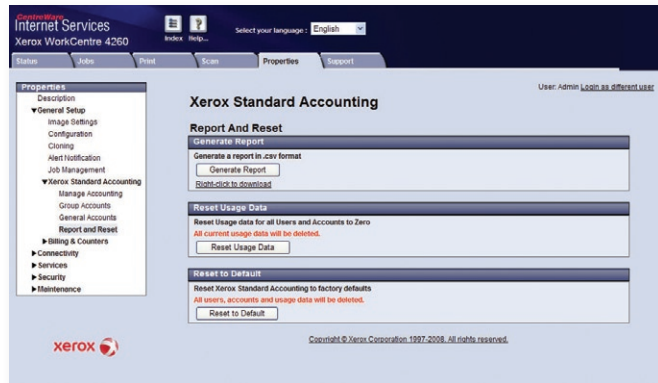 CentreWare
Internet Services
Xerox WorkCentre 4260
Index
Help...
Select your language :
English
Status
Jobs
Print
Scan
Properties
Support
User: Admin Login as different user
Properties
Description
General Setup
Image Settings
Configuration
Cloning
Alert Notification
Job Management
Xerox Standard Accounting
Manage Accounting
Group Accounts
General Accounts
Report and Reset
Billing & Counters
Connectivity
Services
Security
Maintenance
xerox
Xerox Standard Accounting
Report And Reset
Generate Report
Generate a report in .csv format
Generate Report
Right-click to download
Reset Usage Data
Reset Usage data for all Users and Accounts to Zero
All current usage data will be deleted.
Reset Usage Data
Reset to Default
Reset Xerox Standard Accounting to factory defaults
All users, accounts and usage data will be deleted.
Reset to Default
Copyright © Xerox Corporation 1997-2008. All rights reserved.